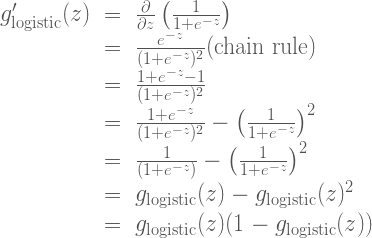 g′_logistic(z) = ∂/∂z (1/(1+e^{−z}))
= e^{−z}/(1+e^{−z})^2 (chain rule)
= (1+e^{−z}−1)/(1+e^{−z})^2
= (1+e^{−z})/(1+e^{−z})^2 − (1/(1+e^{−z}))^2
= 1/(1+e^{−z}) − (1/(1+e^{−z}))^2
= g_logistic(z) − g_logistic(z)^2
= g_logistic(z)(1 − g_logistic(z))